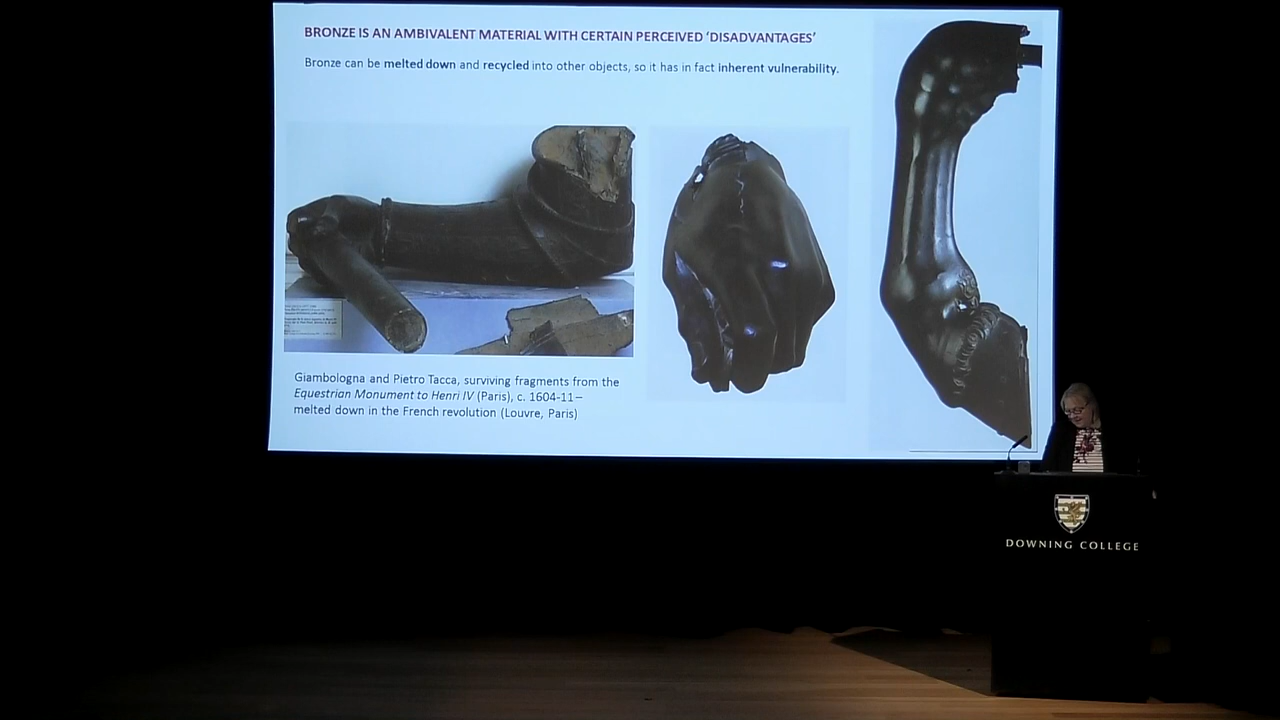 BRONZE IS AN AMBIVALENT MATERIAL WITH CERTAIN PERCEIVED ‘DISADVANTAGES’
Bronze can be melted down and recycled into other objects, so it has in fact inherent vulnerability.
Giambologna and Pietro Tacca, surviving fragments from the
Equestrian Monument to Henri IV (Paris), c. 1604-11–
melted down in the French revolution (Louvre, Paris)
DOWNING COLLEGE